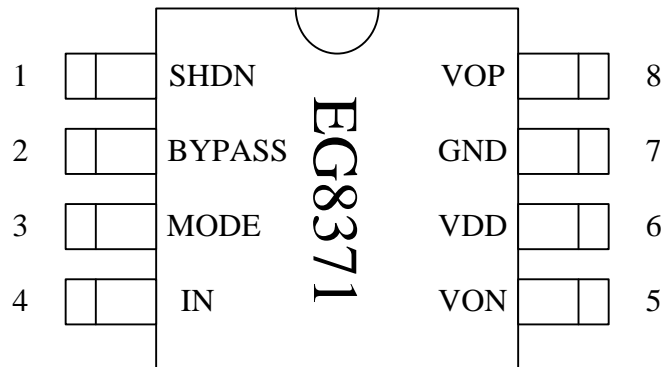 1 SHDN VOP 8
2 BYPASS GND 7
3 MODE VDD 6
4 IN VON 5
EG8371